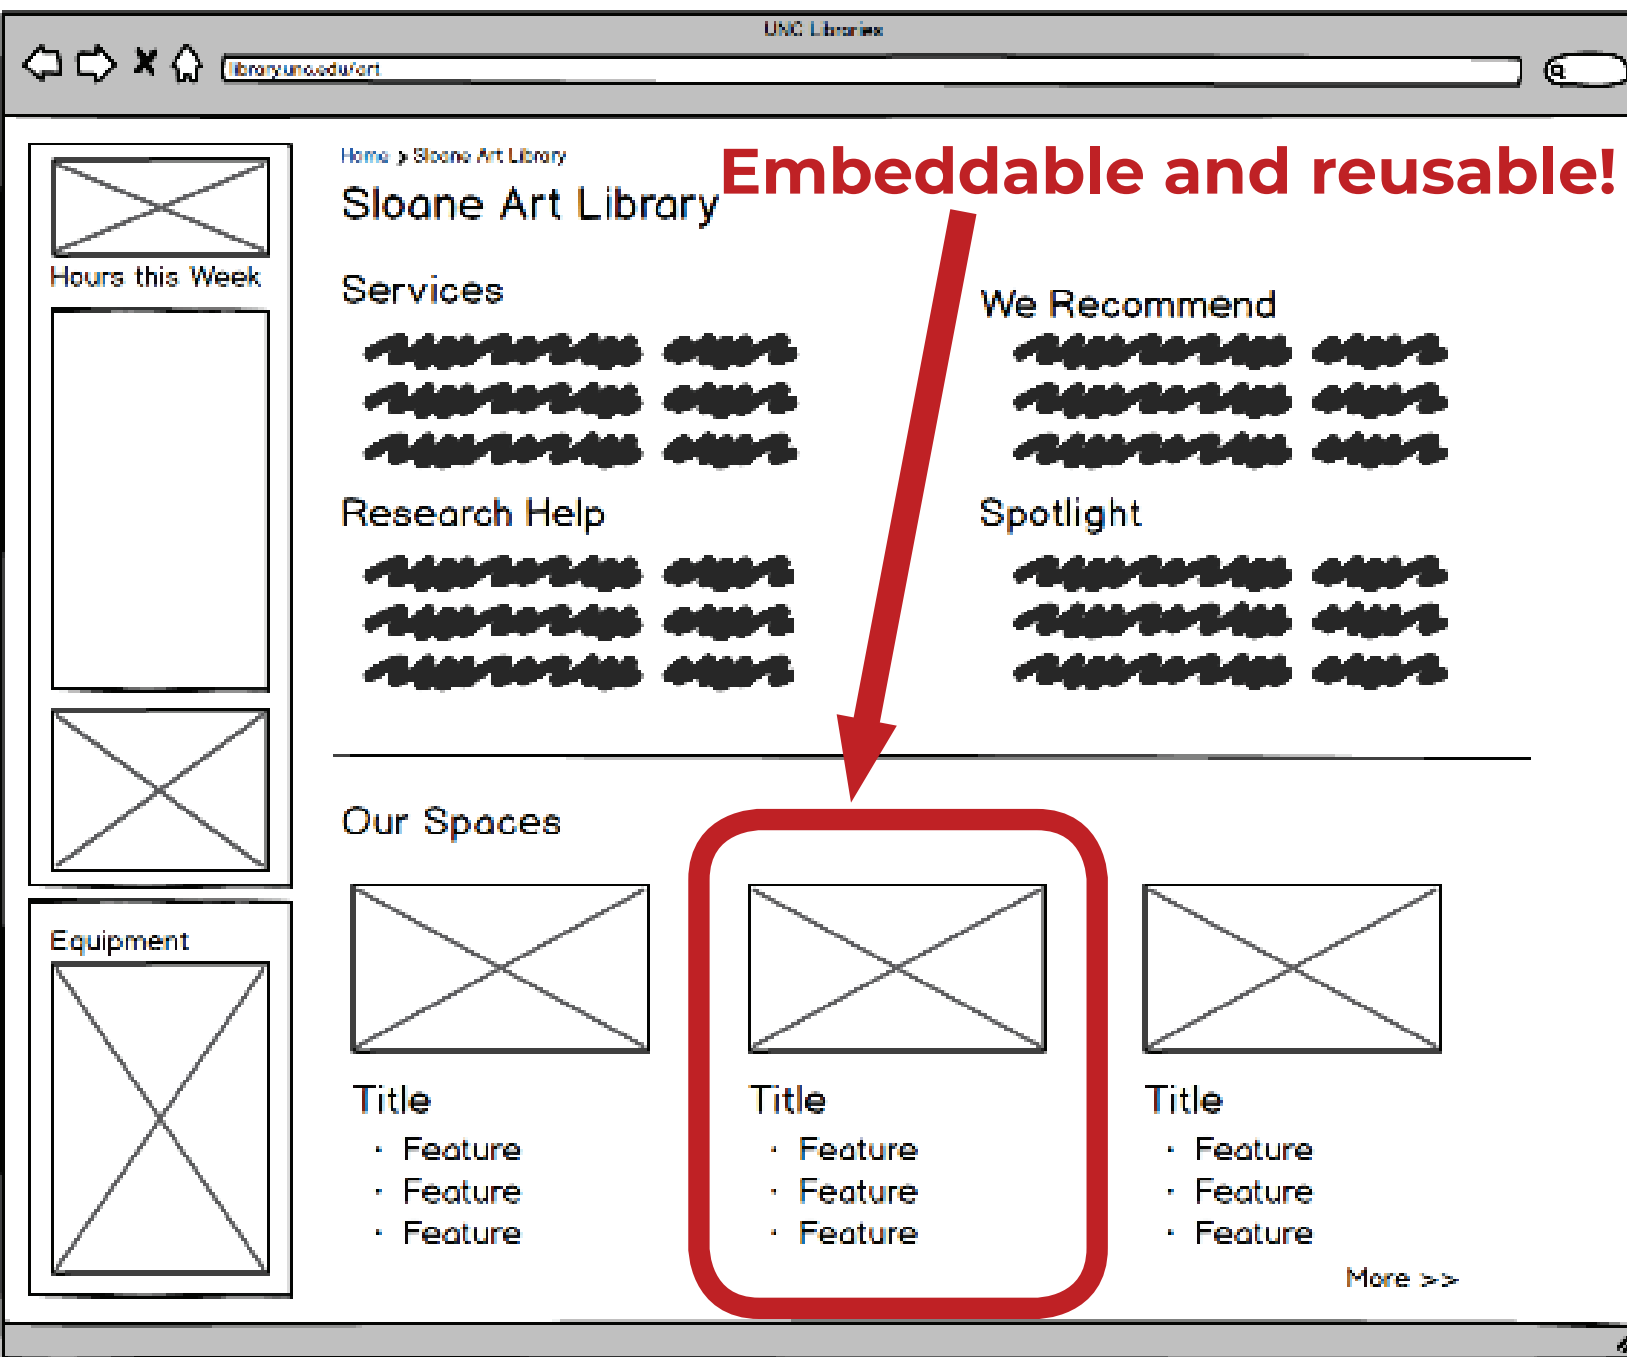 UNC Libraries
library.unc.edu/art
Home > Sloane Art Library
Embeddable and reusable!
Sloane Art Library
Hours this Week
Equipment
Services
We Recommend
Research Help
Spotlight
Our Spaces
Title
· Feature
· Feature
· Feature
Title
· Feature
· Feature
· Feature
Title
· Feature
· Feature
· Feature
More >>